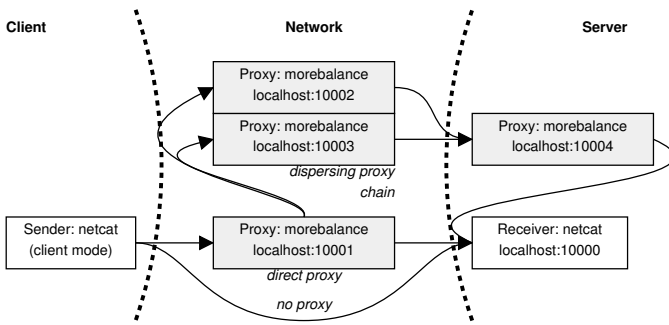 Client
Network
Server
Proxy: morebalance
localhost:10002
Proxy: morebalance
localhost:10003
Proxy: morebalance
localhost:10004
dispersing proxy
chain
Sender: netcat
(client mode)
Proxy: morebalance
localhost:10001
Receiver: netcat
localhost:10000
direct proxy
no proxy